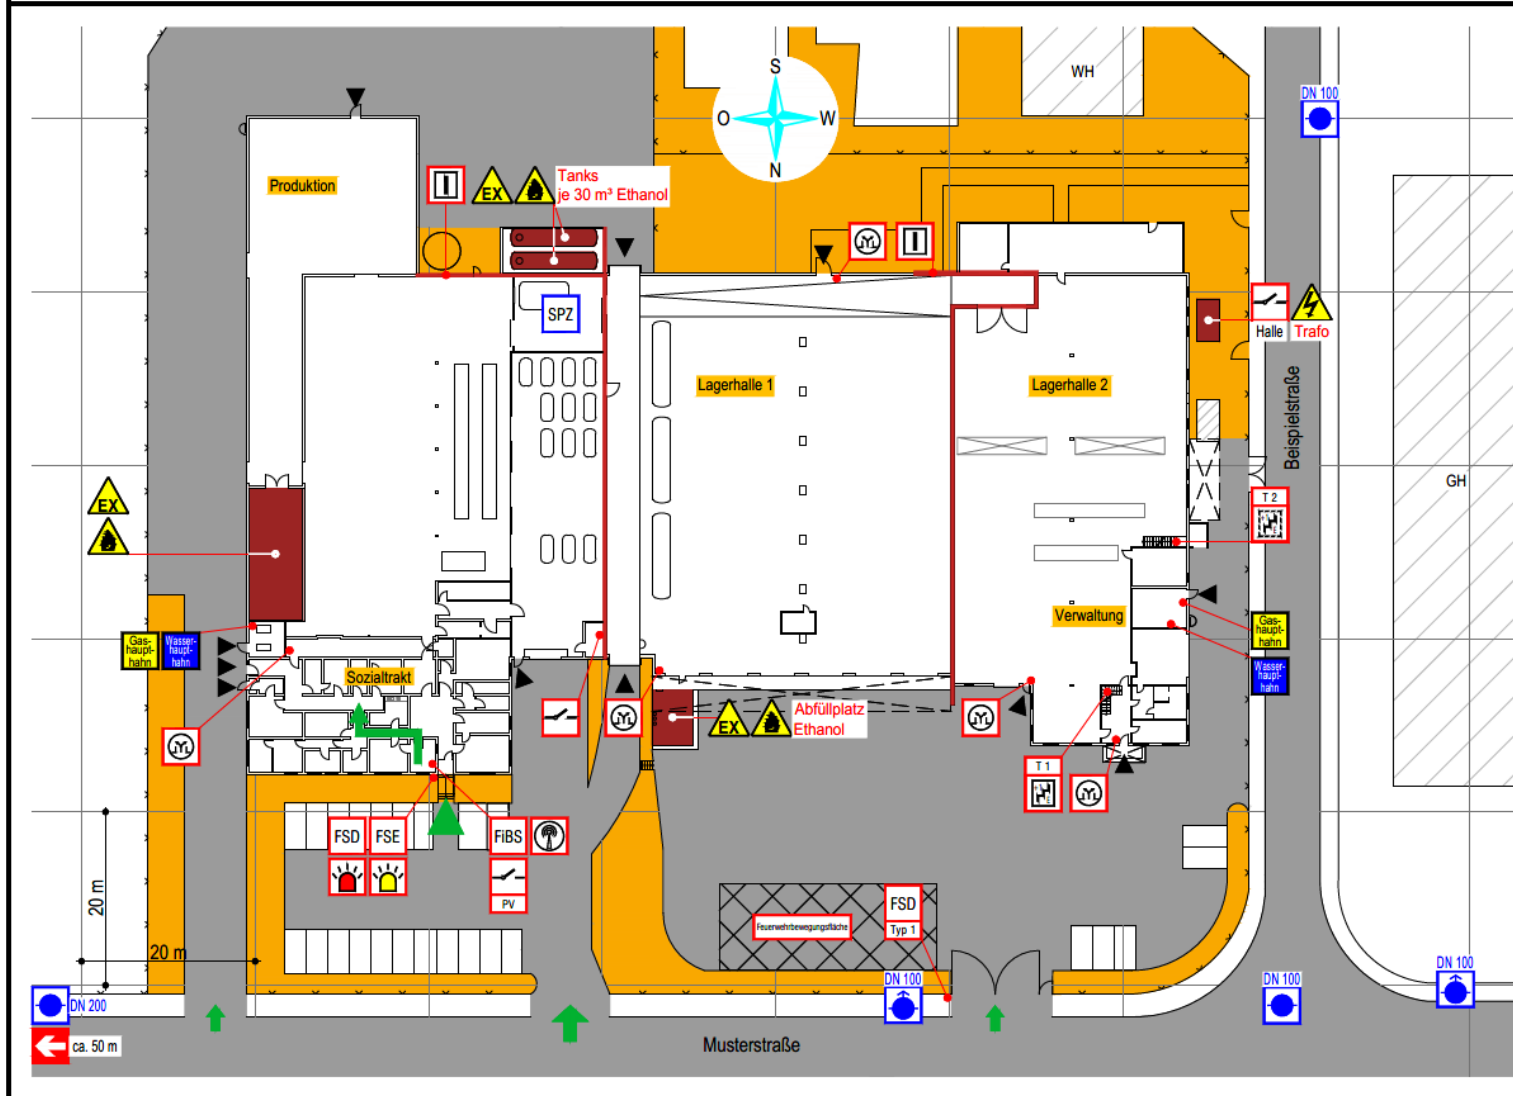 WH
DN 100
S
O
W
N
Produktion
EX
Tanks
je 30 m³ Ethanol
SPZ
Halle
Trafo
Lagerhalle 1
Lagerhalle 2
Beispielstraße
GH
EX
T 2
Verwaltung
Gas-
haupt-
hahn
Wasser-
haupt-
hahn
Gas-
haupt-
hahn
Wasser-
haupt-
hahn
Sozialtrakt
EX
Abfüllplatz
Ethanol
T 1
FSD
FSE
FiBS
PV
20 m
20 m
Feuerwehrbewegungsfläche
FSD
Typ 1
DN 100
DN 100
DN 100
DN 200
ca. 50 m
Musterstraße